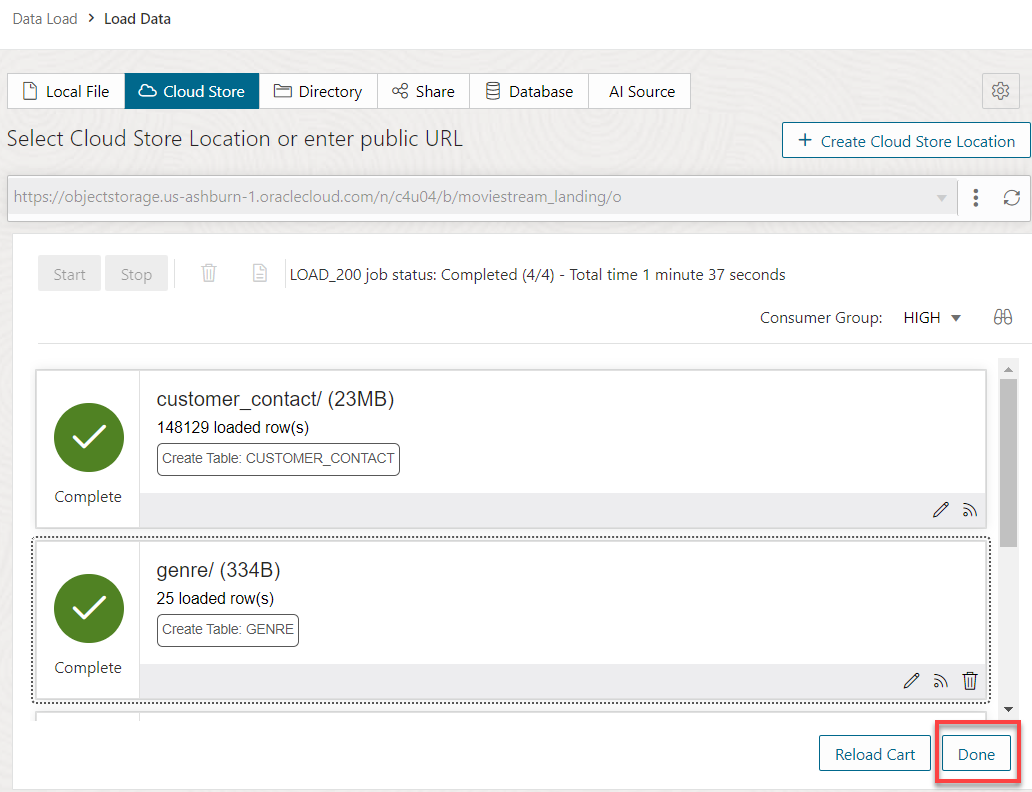 Data Load > Load Data
Local File Cloud Store Directory Share Database AI Source
Select Cloud Store Location or enter public URL
+ Create Cloud Store Location
https://objectstorage.us-ashburn-1.oraclecloud.com/n/c4u04/b/moviestream_landing/o
Start Stop LOAD_200 job status: Completed (4/4) - Total time 1 minute 37 seconds
Consumer Group: HIGH
customer_contact/ (23MB)
148129 loaded row(s)
Create Table: CUSTOMER_CONTACT
Complete
genre/ (334B)
25 loaded row(s)
Create Table: GENRE
Complete
Reload Cart Done